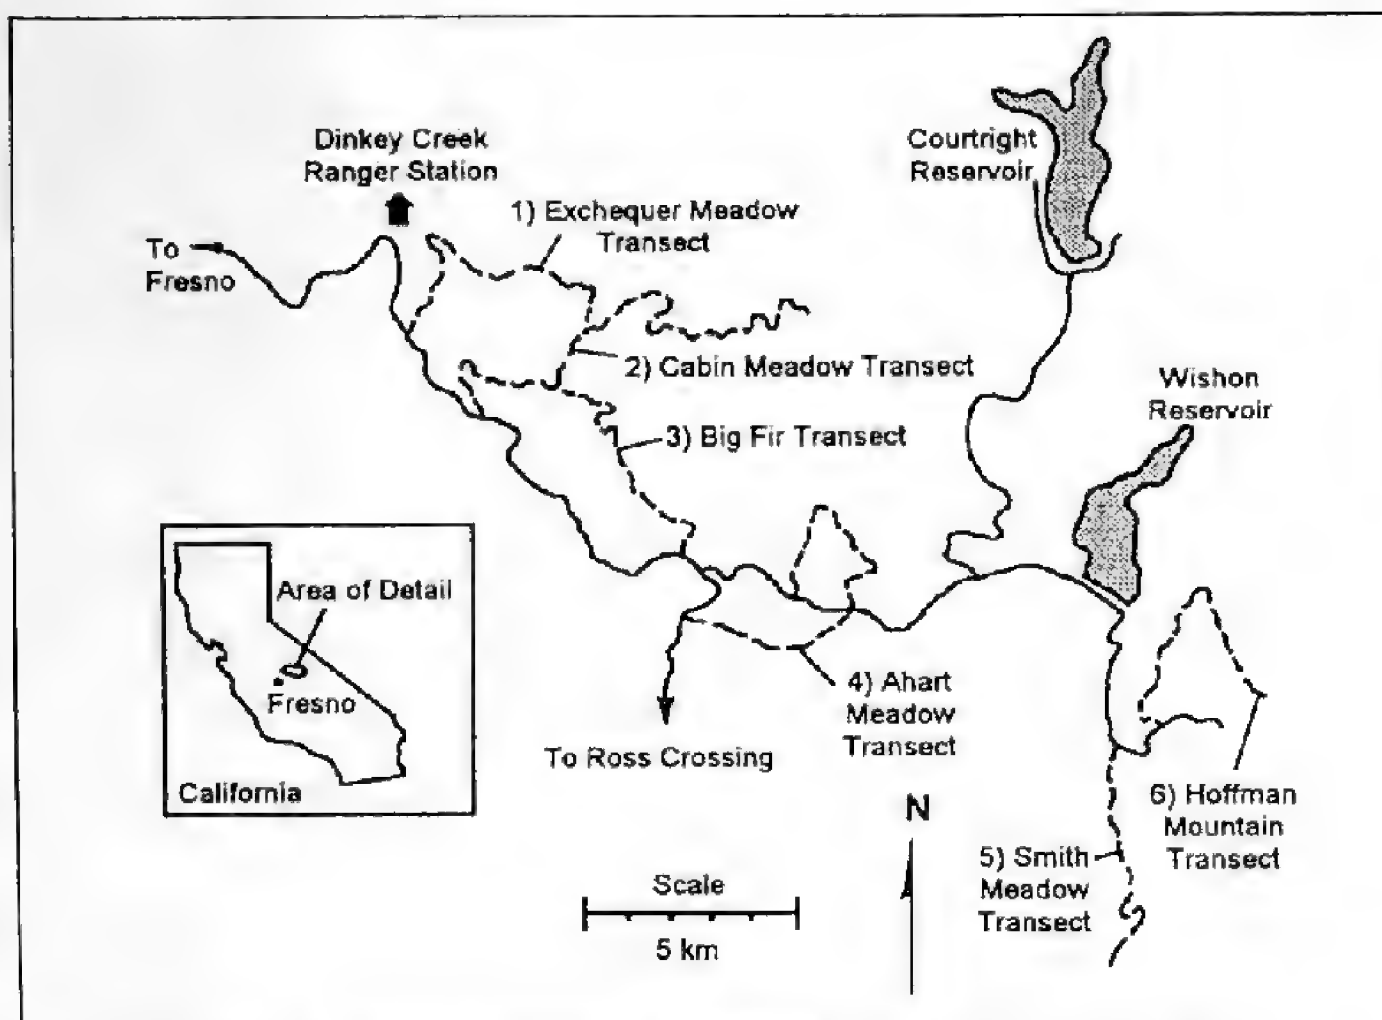 Dinkey Creek
Ranger Station
Courtright
Reservoir
1) Exchequer Meadow
Transect
To
Fresno
2) Cabin Meadow Transect
Wishon
Reservoir
3) Big Fir Transect
Area of Detail
Fresno
California
4) Ahart
Meadow
Transect
To Ross Crossing
N
6) Hoffman
Mountain
Transect
5) Smith
Meadow
Transect
Scale
5 km